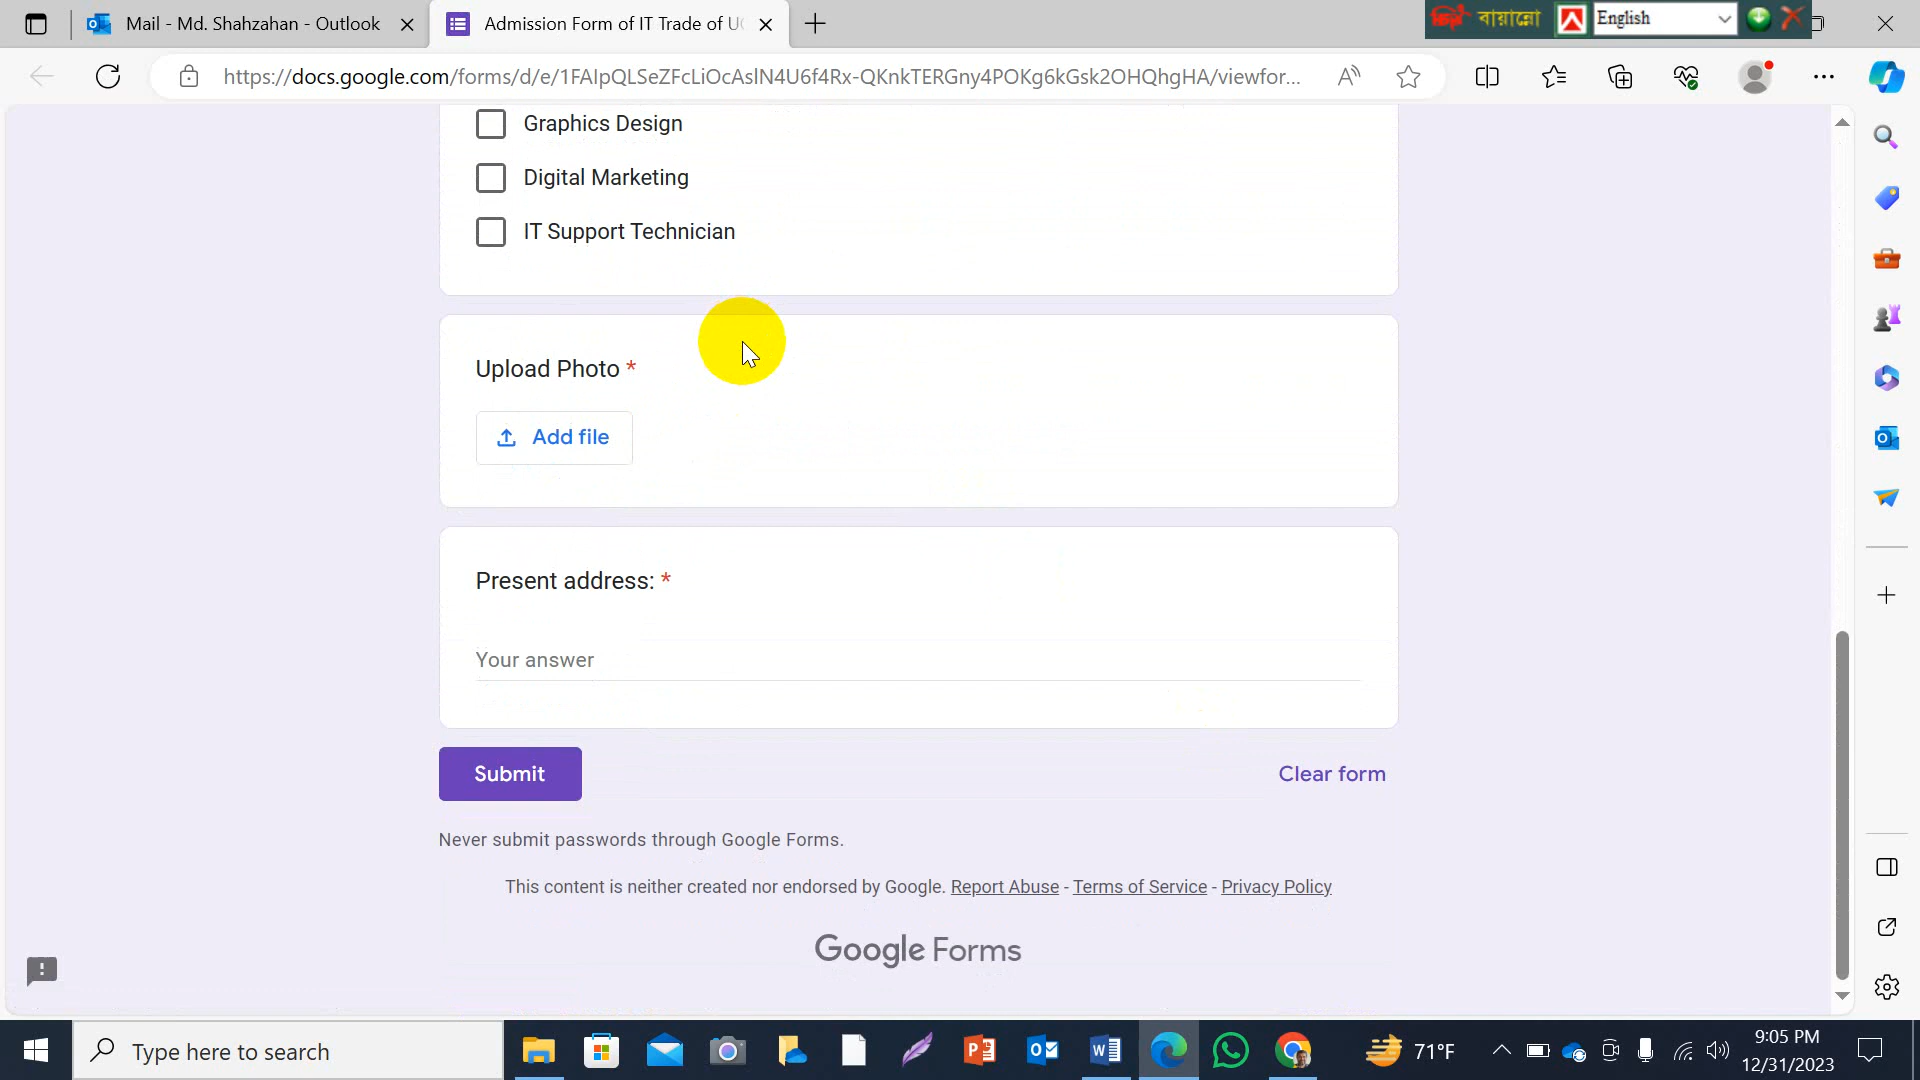 Mail - Md. Shahzahan - Outlook
Admission Form of IT Trade of U
বায়ান্নো
English
https://docs.google.com/forms/d/e/1FAIpQLSeZFcLiOcAslN4U6f4Rx-QKnkTERGny4POKg6kGsk2OHQhgHA/viewfor...
Graphics Design
Digital Marketing
IT Support Technician
Upload Photo *
Add file
Present address: *
Your answer
Submit
Clear form
Never submit passwords through Google Forms.
This content is neither created nor endorsed by Google. Report Abuse - Terms of Service - Privacy Policy
Google Forms
Type here to search
71°F
9:05 PM
12/31/2023